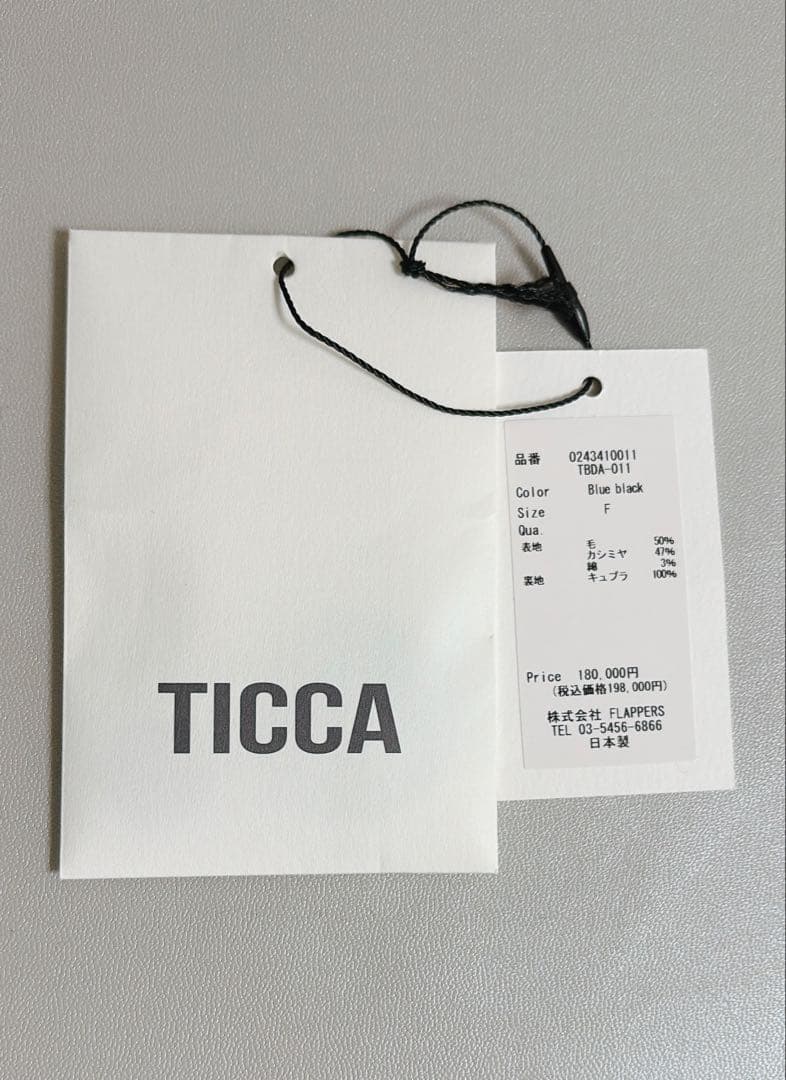 TICCA
品番 0243410011
TBDA-011
Color Blue black
Size F
Qua.
表地 毛 50%
カシミヤ 47%
綿 3%
裏地 キュプラ 100%
Price 180,000円
(税込価格198,000円)
株式会社 FLAPPERS
TEL 03-5456-6866
日本製